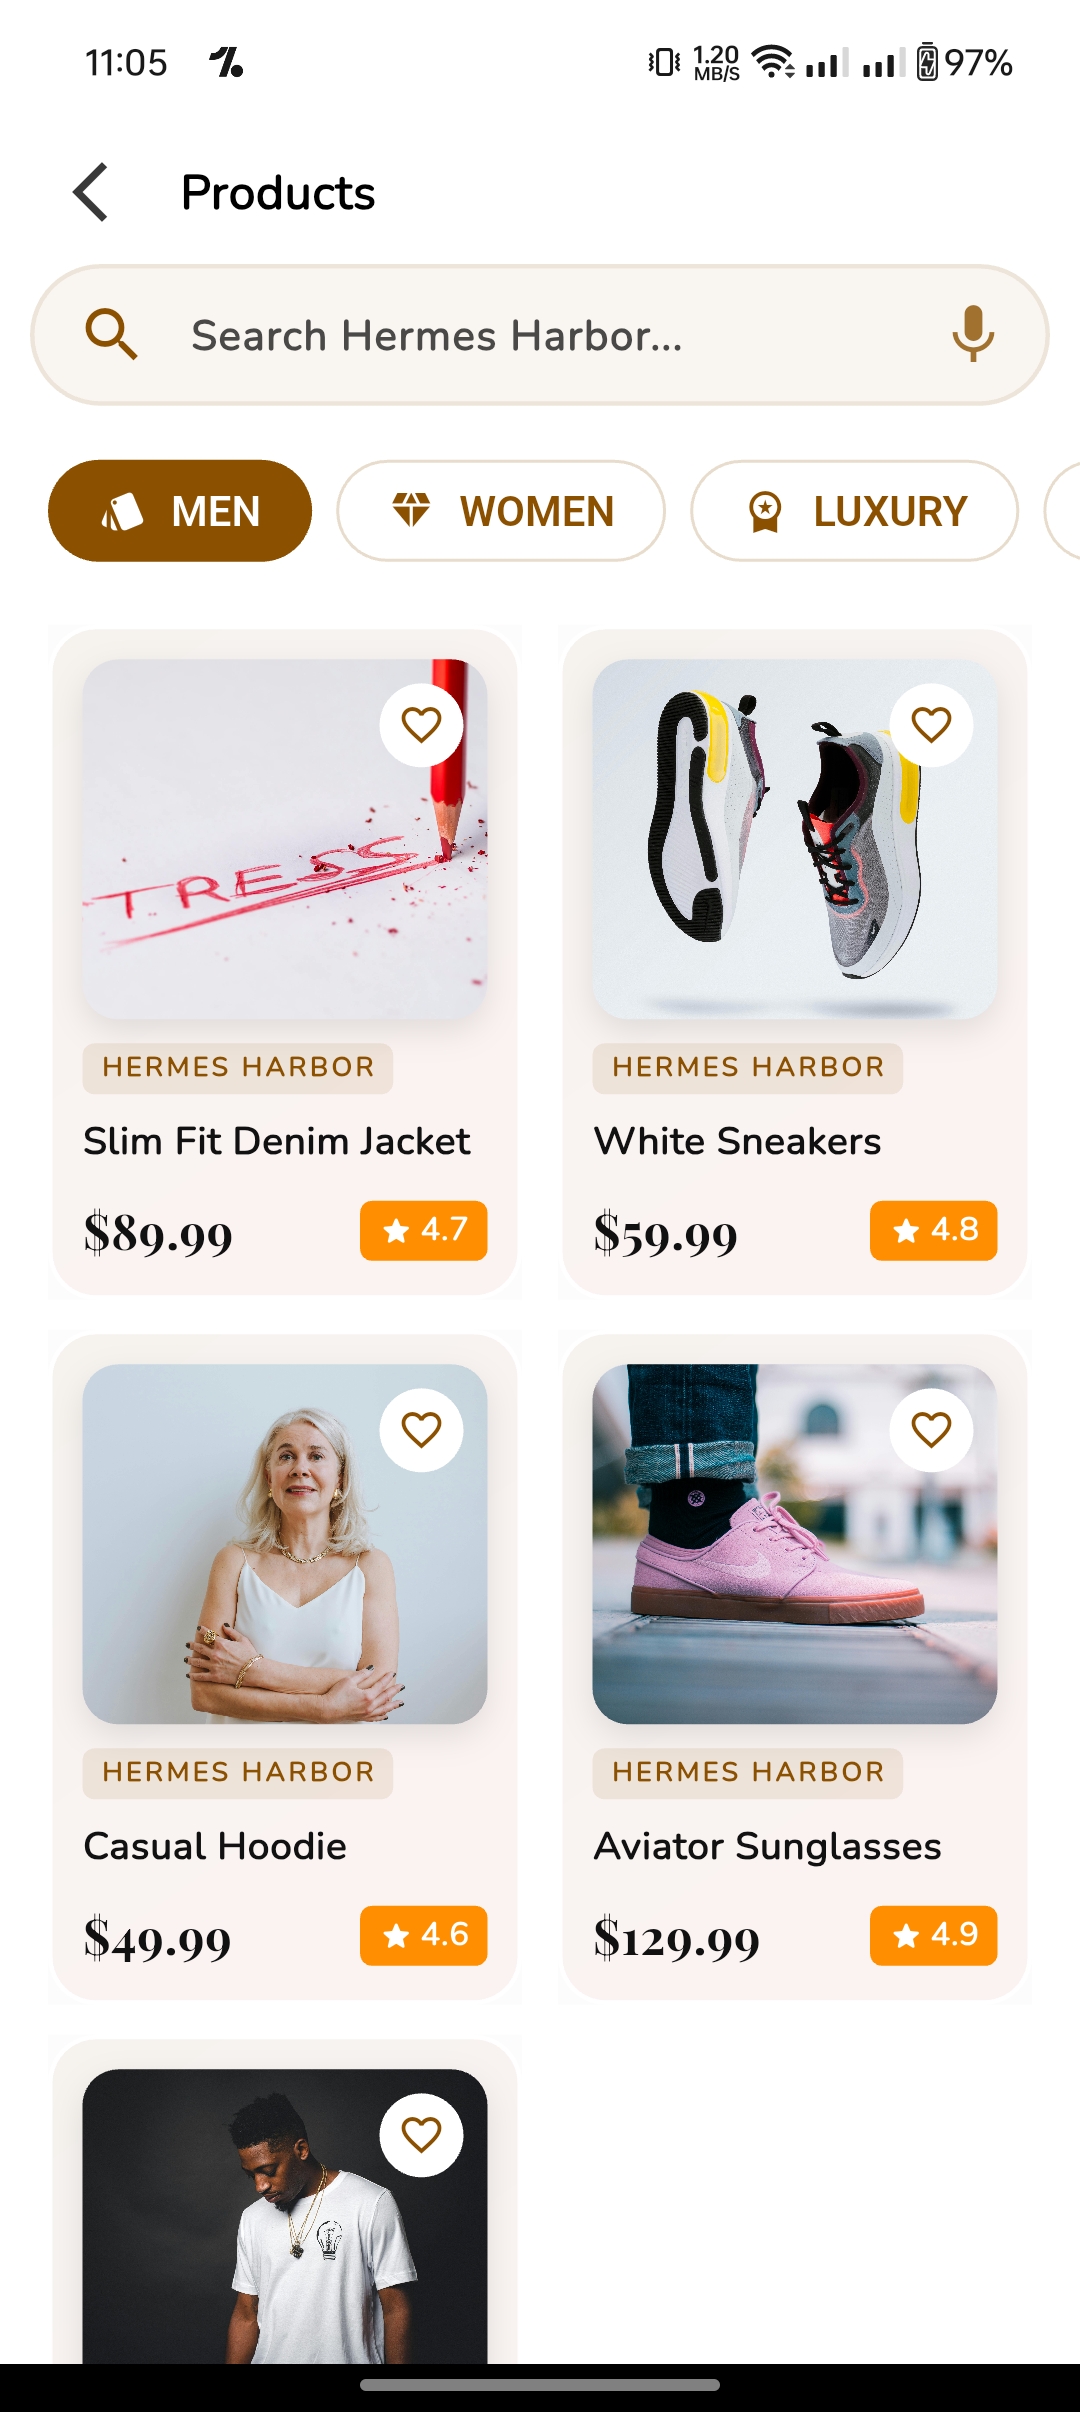 11:05
1.20
MB/S
97%
Products
Search Hermes Harbor...
MEN
WOMEN
LUXURY
TRESS
HERMES HARBOR
HERMES HARBOR
Slim Fit Denim Jacket
White Sneakers
$89.99
4.7
$59.99
4.8
HERMES HARBOR
HERMES HARBOR
Casual Hoodie
Aviator Sunglasses
$49.99
4.6
$129.99
4.9